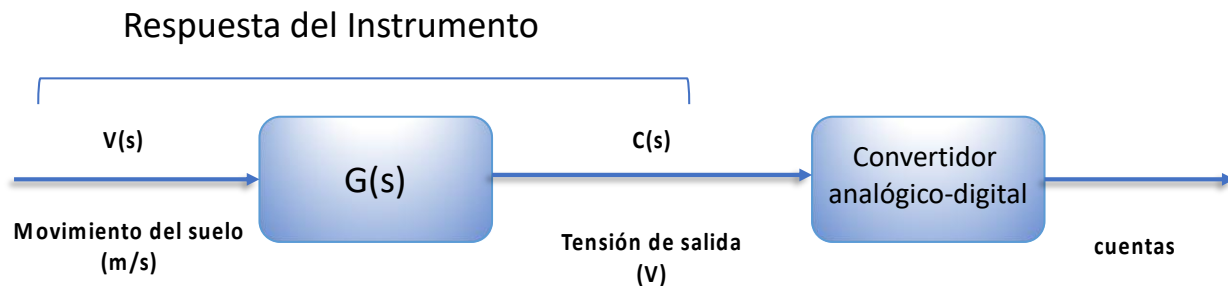 Respuesta del Instrumento
V(s)
C(s)
G(s)
Convertidor
analógico-digital
Movimiento del suelo
(m/s)
Tensión de salida
(V)
cuentas